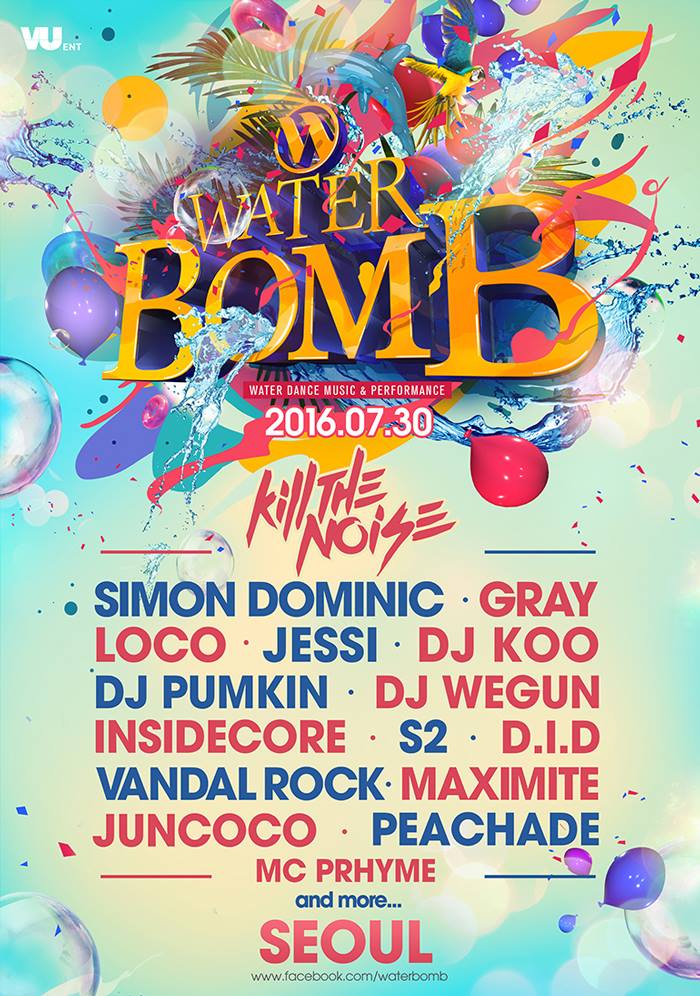 VU ENT
W
WATER
BOMB
WATER DANCE MUSIC & PERFORMANCE
2016.07.30
Kill THE
NOiSE
SIMON DOMINIC · GRAY
LOCO · JESSI · DJ KOO
DJ PUMKIN · DJ WEGUN
INSIDECORE · S2 · D.I.D
VANDAL ROCK · MAXIMITE
JUNCOCO · PEACHADE
MC PRHYME
and more...
SEOUL
www.facebook.com/waterbomb